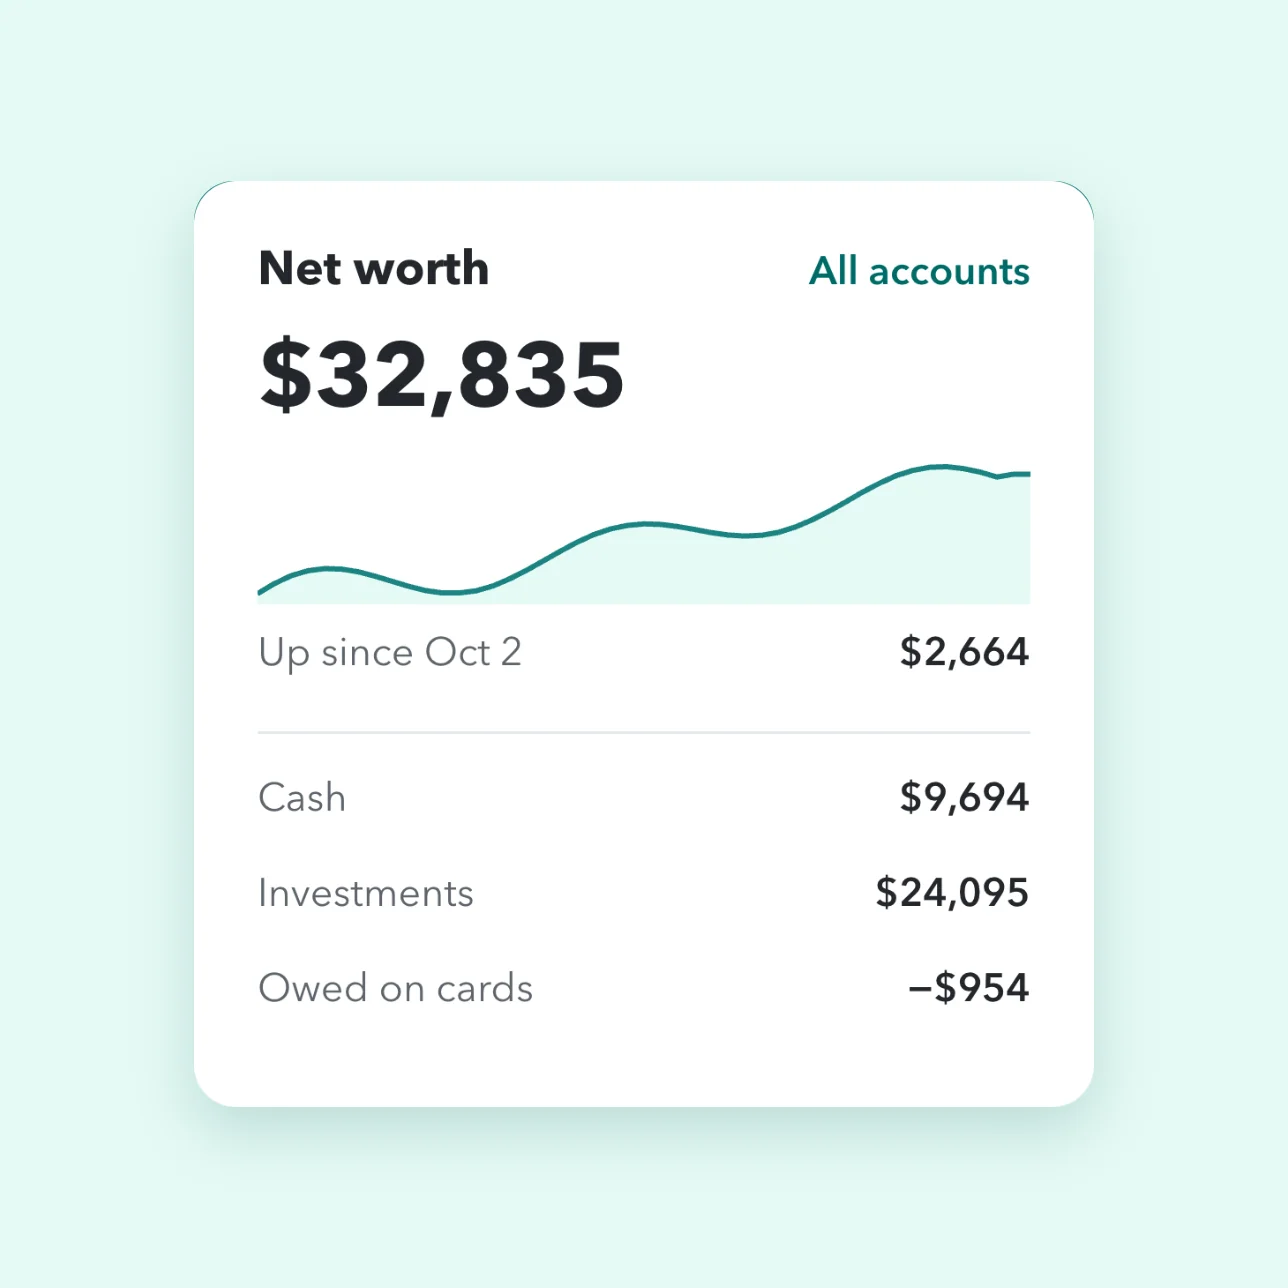 Net worth
All accounts
$32,835
Up since Oct 2
$2,664
Cash
$9,694
Investments
$24,095
Owed on cards
–$954